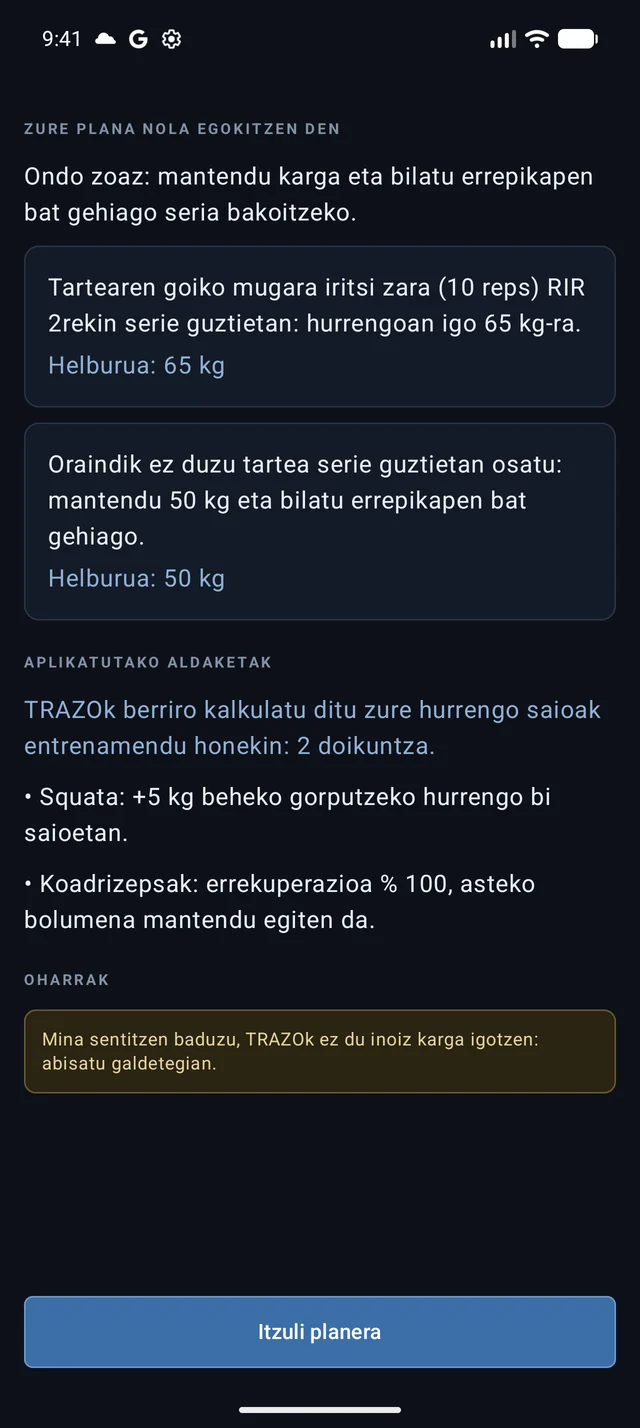 9:41
ZURE PLANA NOLA EGOKITZEN DEN
Ondo zoaz: mantendu karga eta bilatu errepikapen
bat gehiago seria bakoitzeko.
Tartearen goiko mugara iritsi zara (10 reps) RIR
2rekin serie guztietan: hurrengoan igo 65 kg-ra.
Helburua: 65 kg
Oraindik ez duzu tartea serie guztietan osatu:
mantendu 50 kg eta bilatu errepikapen bat
gehiago.
Helburua: 50 kg
APLIKATUTAKO ALDAKETAK
TRAZOk berriro kalkulatu ditu zure hurrengo saioak
entrenamendu honekin: 2 doikuntza.
• Squata: +5 kg beheko gorputzeko hurrengo bi
saioetan.
• Koadrizepsak: errekuperazioa % 100, asteko
bolumena mantendu egiten da.
OHARRAK
Mina sentitzen baduzu, TRAZOk ez du inoiz karga igotzen:
abisatu galdetegian.
Itzuli planera